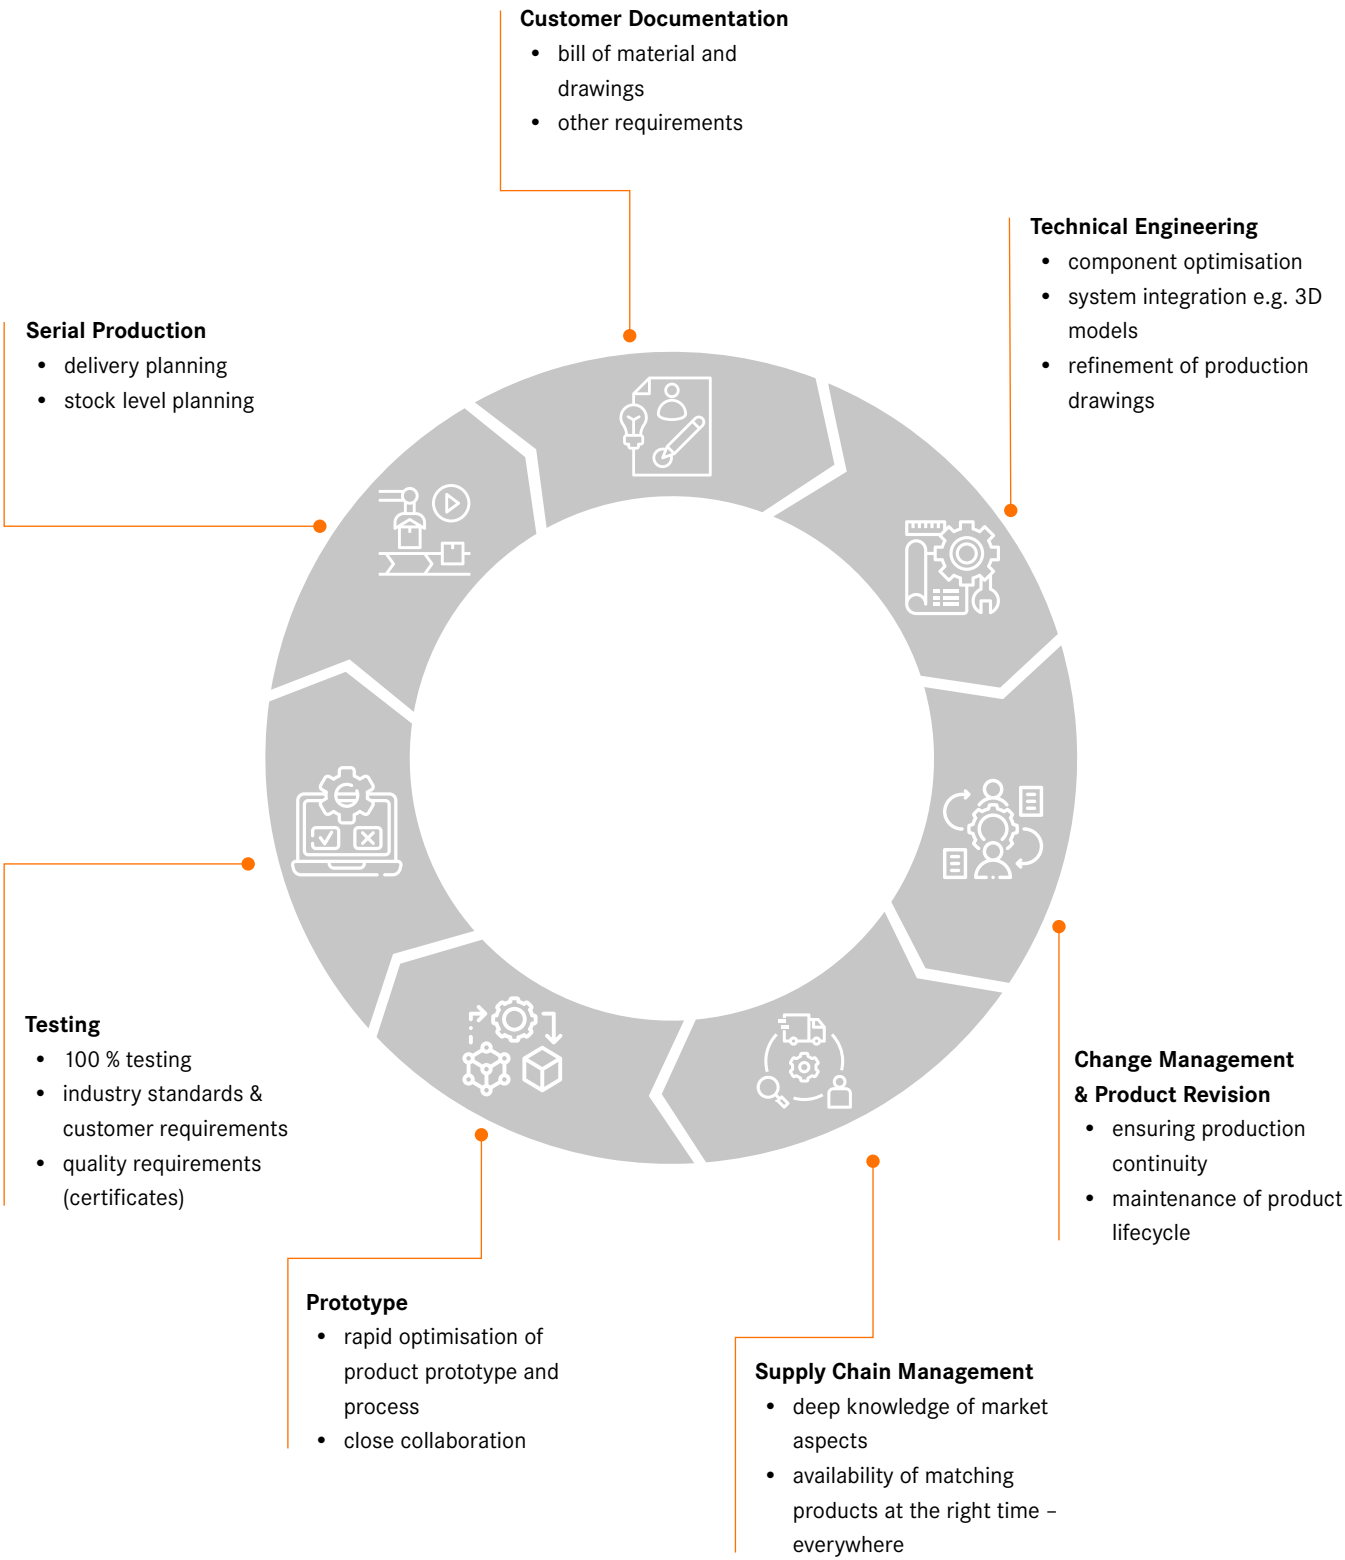 Customer Documentation
• bill of material and
drawings
• other requirements
Technical Engineering
• component optimisation
• system integration e.g. 3D
models
• refinement of production
drawings
Serial Production
• delivery planning
• stock level planning
Testing
• 100 % testing
• industry standards &
customer requirements
• quality requirements
(certificates)
Change Management
& Product Revision
• ensuring production
continuity
• maintenance of product
lifecycle
Prototype
• rapid optimisation of
product prototype and
process
• close collaboration
Supply Chain Management
• deep knowledge of market
aspects
• availability of matching
products at the right time –
everywhere